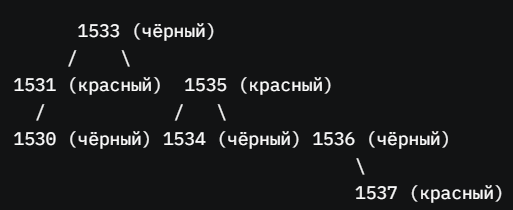 1533 (чёрный)
/ \
1531 (красный) 1535 (красный)
/ / \
1530 (чёрный) 1534 (чёрный) 1536 (чёрный)
\
1537 (красный)